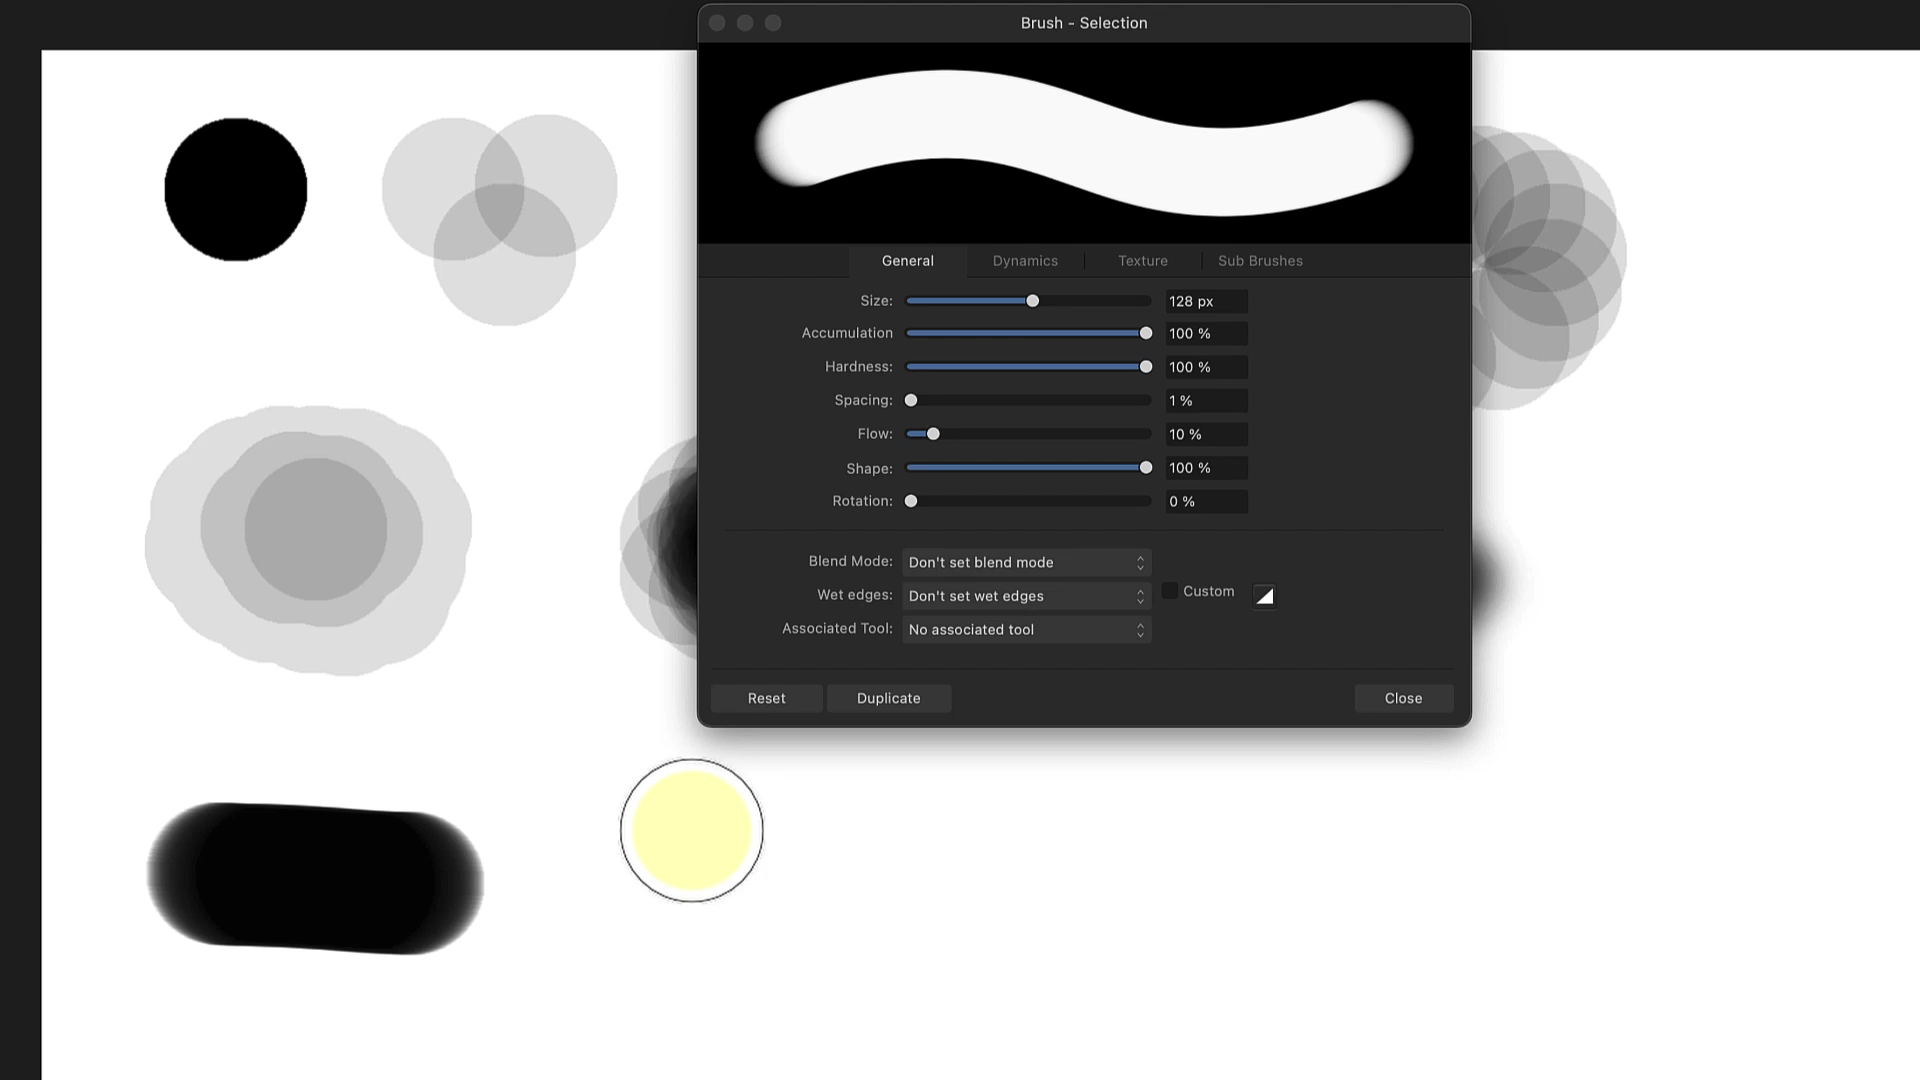 Brush - Selection
General Dynamics Texture Sub Brushes
Size: 128 px
Accumulation 100 %
Hardness: 100 %
Spacing: 1 %
Flow: 10 %
Shape: 100 %
Rotation: 0 %
Blend Mode: Don't set blend mode
Wet edges: Don't set wet edges Custom
Associated Tool: No associated tool
Reset Duplicate Close